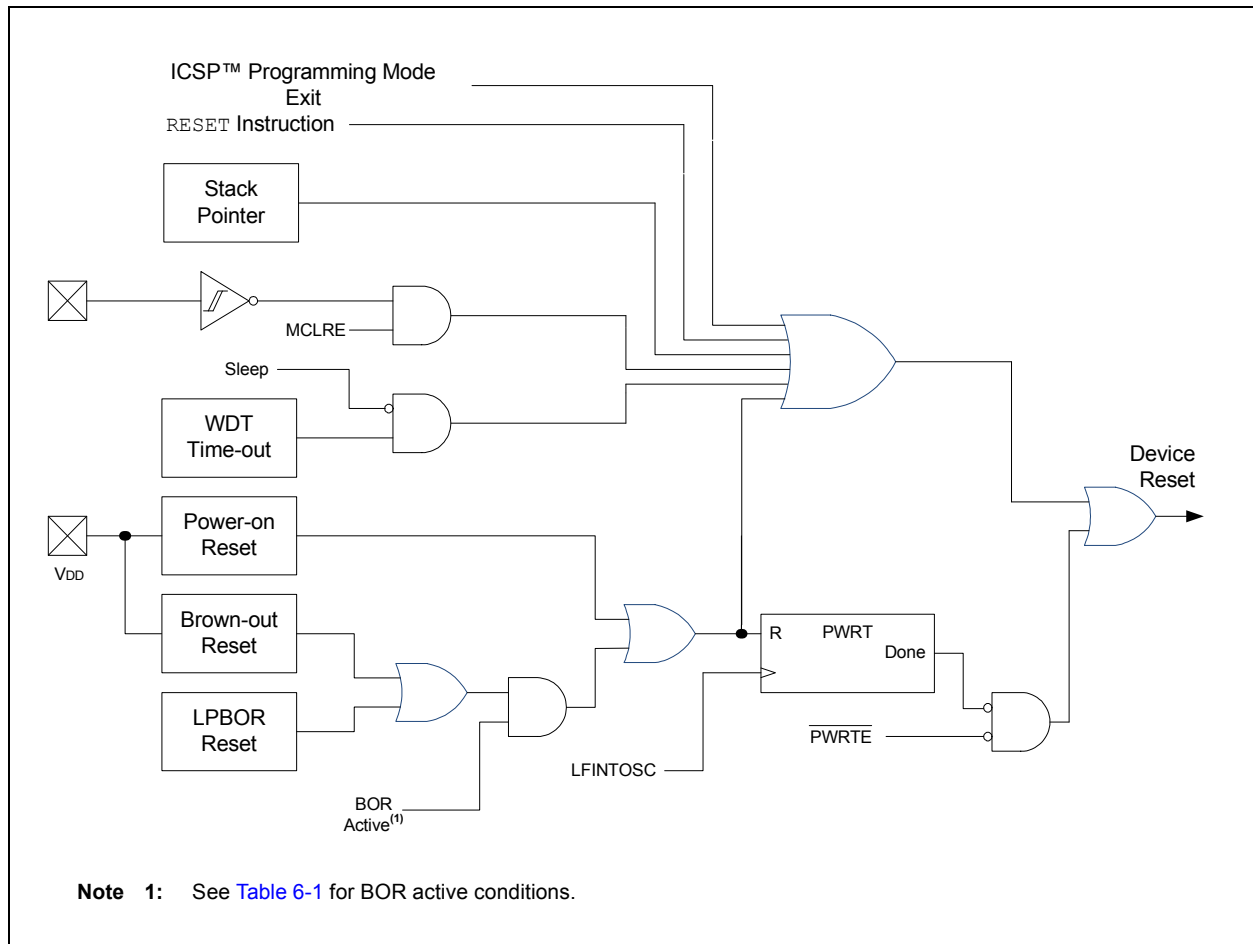 ICSP™ Programming Mode
Exit
RESET Instruction
Stack
Pointer
MCLRE
Sleep
WDT
Time-out
Device
Reset
Power-on
Reset
VDD
Brown-out
Reset
R PWRT
Done
LPBOR
Reset
PWRTE
LFINTOSC
BOR
Active(1)
Note 1: See Table 6-1 for BOR active conditions.